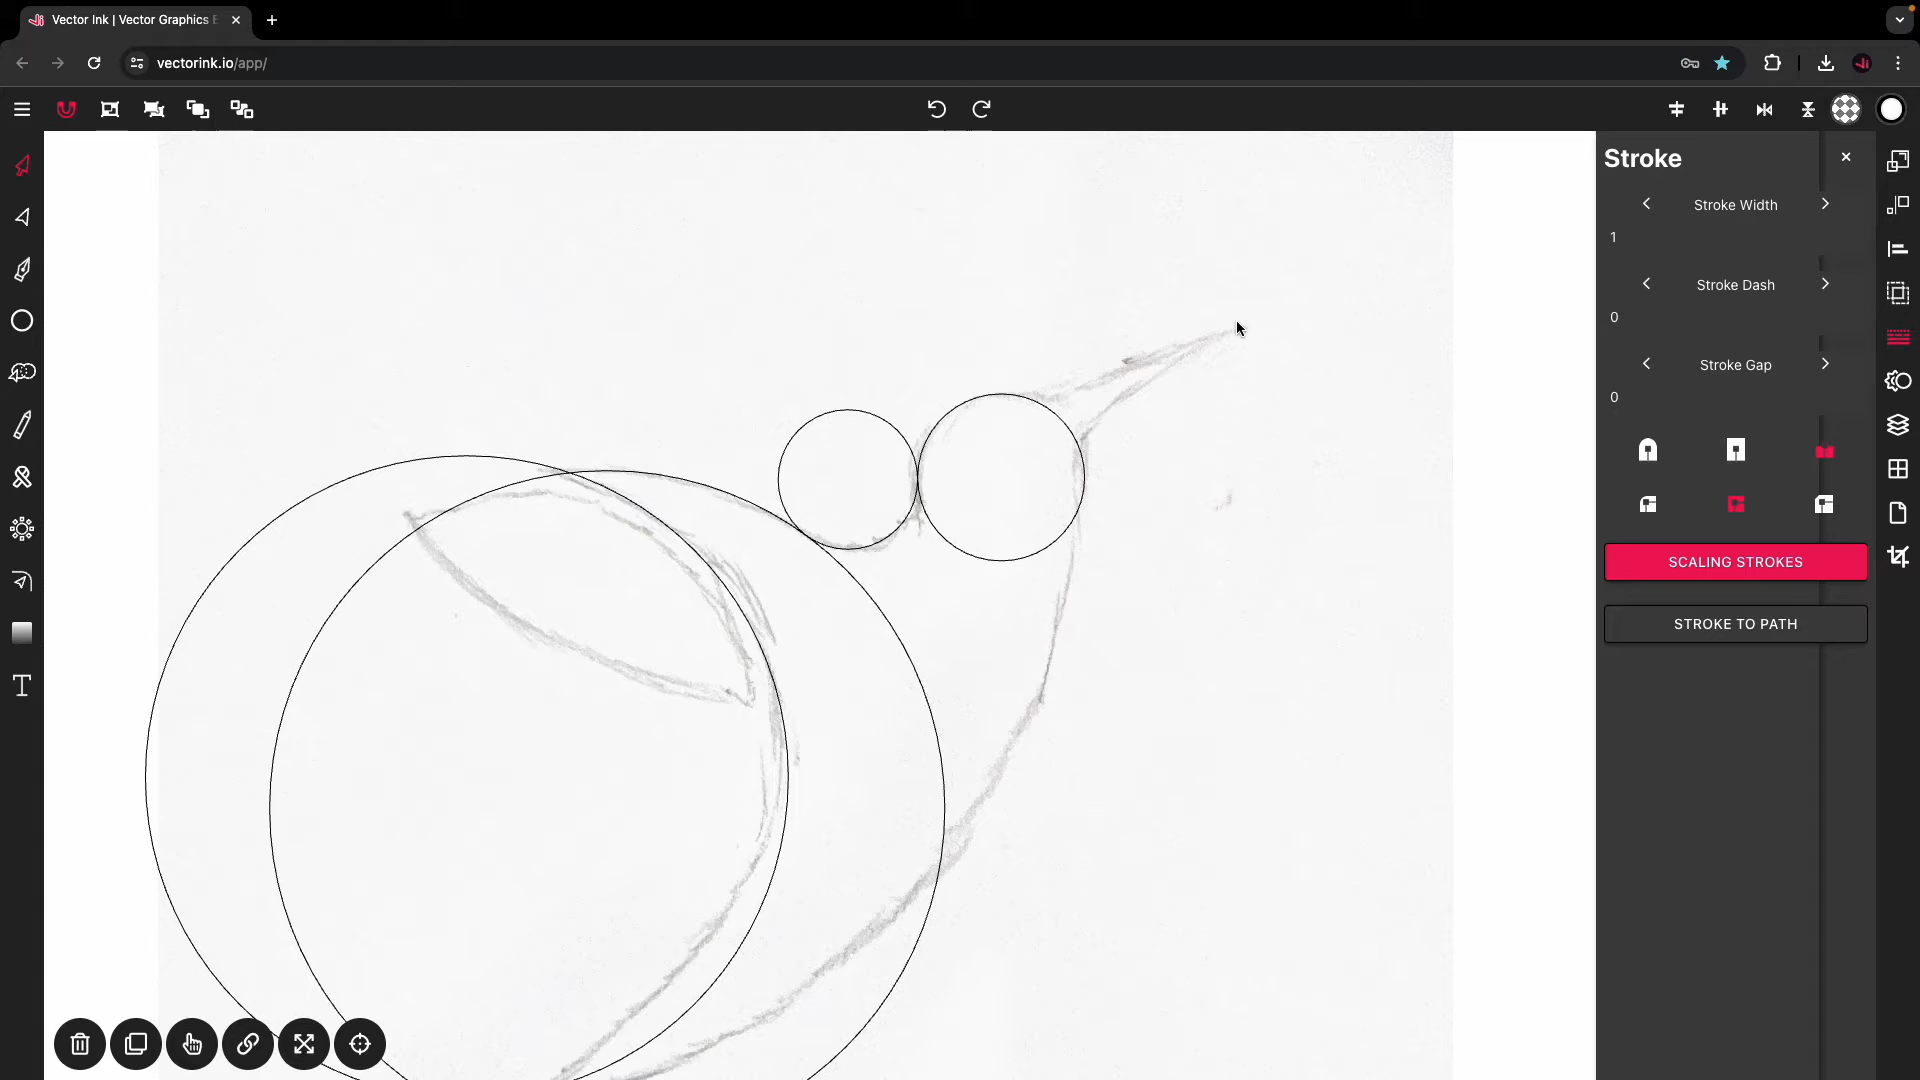 Vector Ink | Vector Graphics E
vectorink.io/app/
Stroke
Stroke Width
1
Stroke Dash
0
Stroke Gap
0
SCALING STROKES
STROKE TO PATH